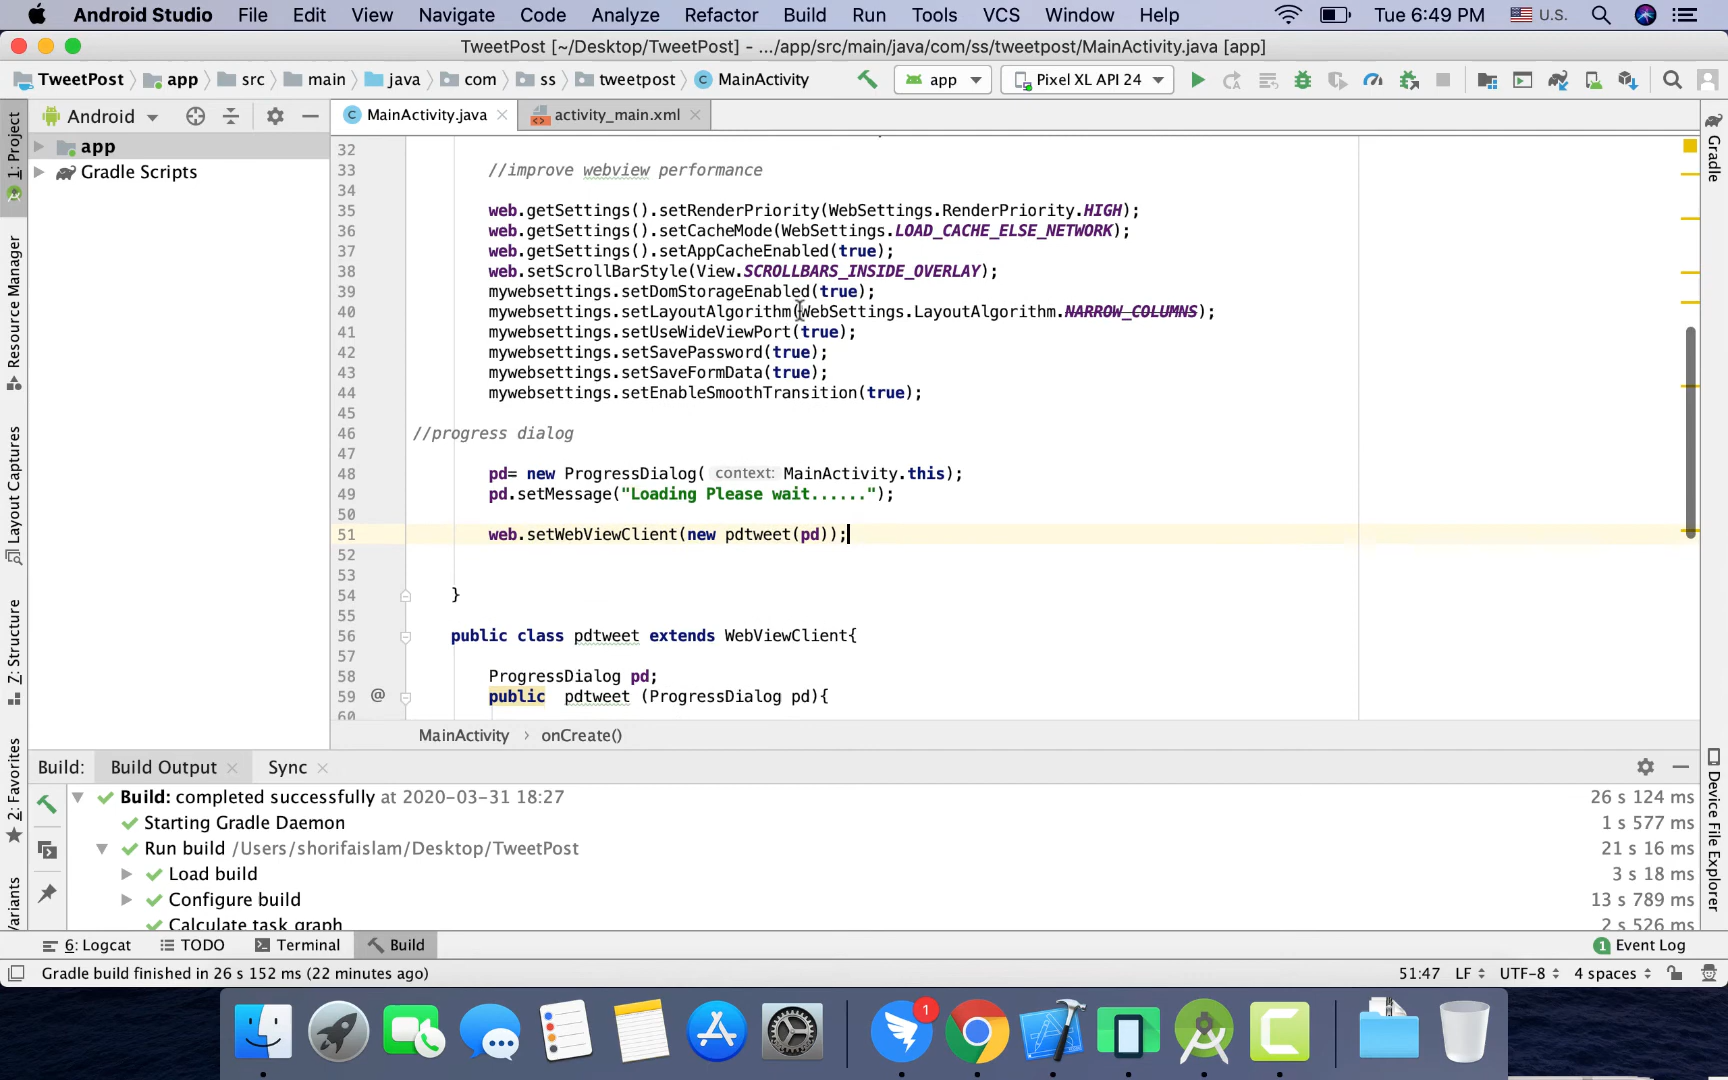 Android Studio File Edit View Navigate Code Analyze Refactor Build Run Tools VCS Window Help Tue 6:49 PM U.S.
TweetPost [~/Desktop/TweetPost] - .../app/src/main/java/com/ss/tweetpost/MainActivity.java [app]
TweetPost app src main java com ss tweetpost MainActivity app Pixel XL API 24
Android
MainActivity.java
activity_main.xml
app
Gradle Scripts
1: Project
Resource Manager
Layout Captures
Z: Structure
2: Favorites
Gradle
Device File Explorer
32
33 //improve webview performance
34
35 web.getSettings().setRenderPriority(WebSettings.RenderPriority.HIGH);
36 web.getSettings().setCacheMode(WebSettings.LOAD_CACHE_ELSE_NETWORK);
37 web.getSettings().setAppCacheEnabled(true);
38 web.setScrollBarStyle(View.SCROLLBARS_INSIDE_OVERLAY);
39 mywebsettings.setDomStorageEnabled(true);
40 mywebsettings.setLayoutAlgorithm(WebSettings.LayoutAlgorithm.NARROW_COLUMNS);
41 mywebsettings.setUseWideViewPort(true);
42 mywebsettings.setSavePassword(true);
43 mywebsettings.setSaveFormData(true);
44 mywebsettings.setEnableSmoothTransition(true);
45
46 //progress dialog
47
48 pd= new ProgressDialog( context: MainActivity.this);
49 pd.setMessage("Loading Please wait......");
50
51 web.setWebViewClient(new pdtweet(pd));
52
53
54 }
55
56 public class pdtweet extends WebViewClient{
57
58 ProgressDialog pd;
59 @ public pdtweet (ProgressDialog pd){
60
MainActivity › onCreate()
Build: Build Output Sync
Build: completed successfully at 2020-03-31 18:27 26 s 124 ms
Starting Gradle Daemon 1 s 577 ms
Run build /Users/shorifaislam/Desktop/TweetPost 21 s 16 ms
Load build 3 s 18 ms
Configure build 13 s 789 ms
Calculate task graph 2 s 526 ms
6: Logcat TODO Terminal Build 1 Event Log
Gradle build finished in 26 s 152 ms (22 minutes ago) 51:47 LF UTF-8 4 spaces
1